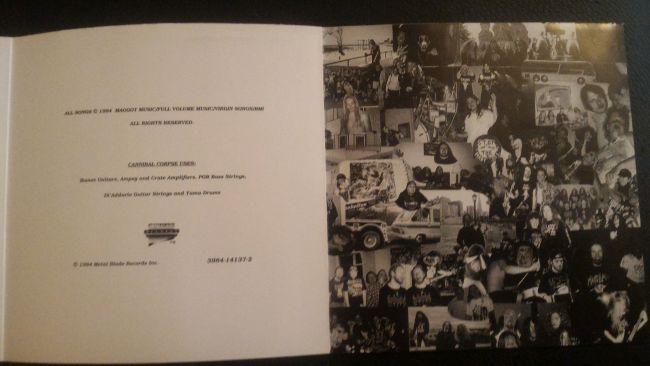 ALL SONGS © 1994 MAGGOT MUSIC/FULL VOLUME MUSIC/VIRGIN SONGS/BMI
ALL RIGHTS RESERVED.
CANNIBAL CORPSE USES:
Ibanez Guitars, Ampeg and Crate Amplifiers, PGB Bass Strings,
D'Addario Guitar Strings and Tama Drums
© 1994 Metal Blade Records Inc.
3984-14137-2